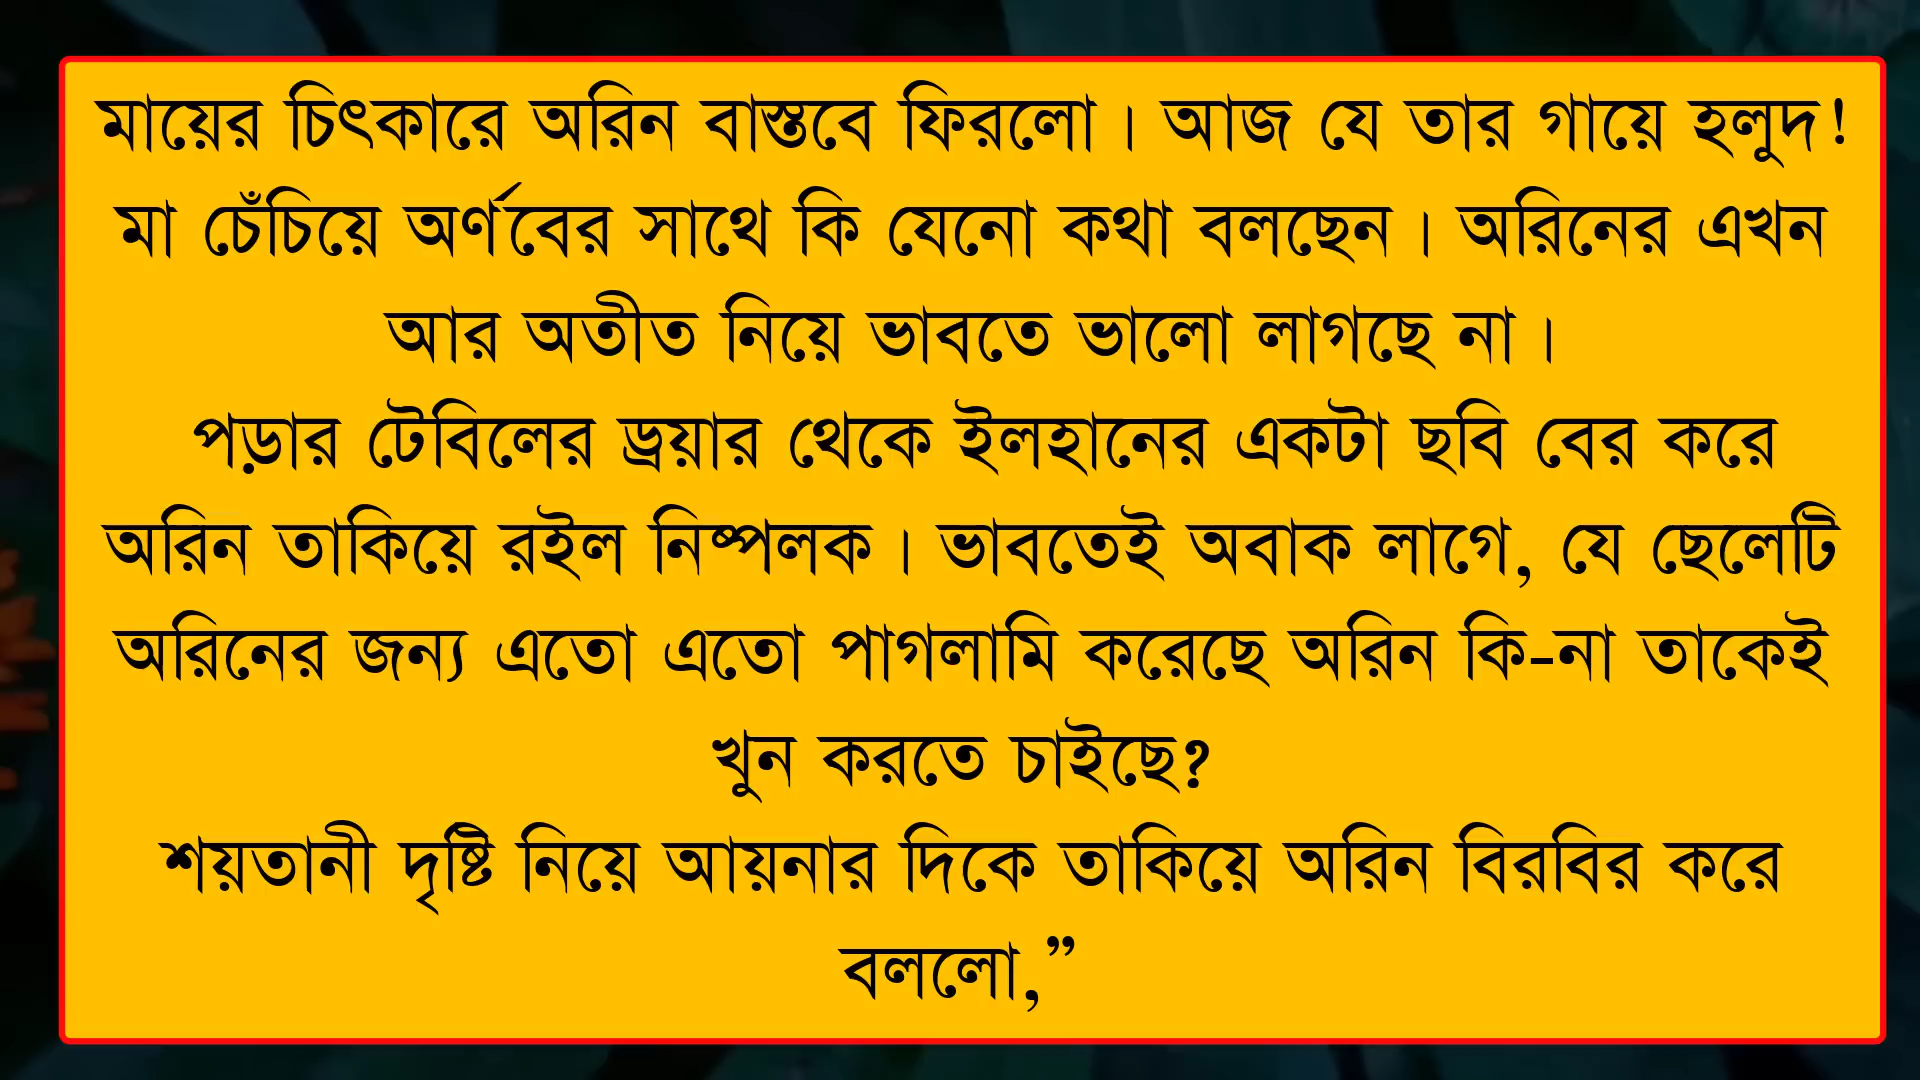 মায়ের চিৎকারে অরিন বাস্তবে ফিরলো। আজ যে তার গায়ে হলুদ!
মা চেঁচিয়ে অর্ণবের সাথে কি যেনো কথা বলছেন। অরিনের এখন
আর অতীত নিয়ে ভাবতে ভালো লাগছে না।
পড়ার টেবিলের ড্রয়ার থেকে ইলহানের একটা ছবি বের করে
অরিন তাকিয়ে রইল নিষ্পলক। ভাবতেই অবাক লাগে, যে ছেলেটি
অরিনের জন্য এতো এতো পাগলামি করেছে অরিন কি-না তাকেই
খুন করতে চাইছে?
শয়তানী দৃষ্টি নিয়ে আয়নার দিকে তাকিয়ে অরিন বিরবির করে
বললো,”